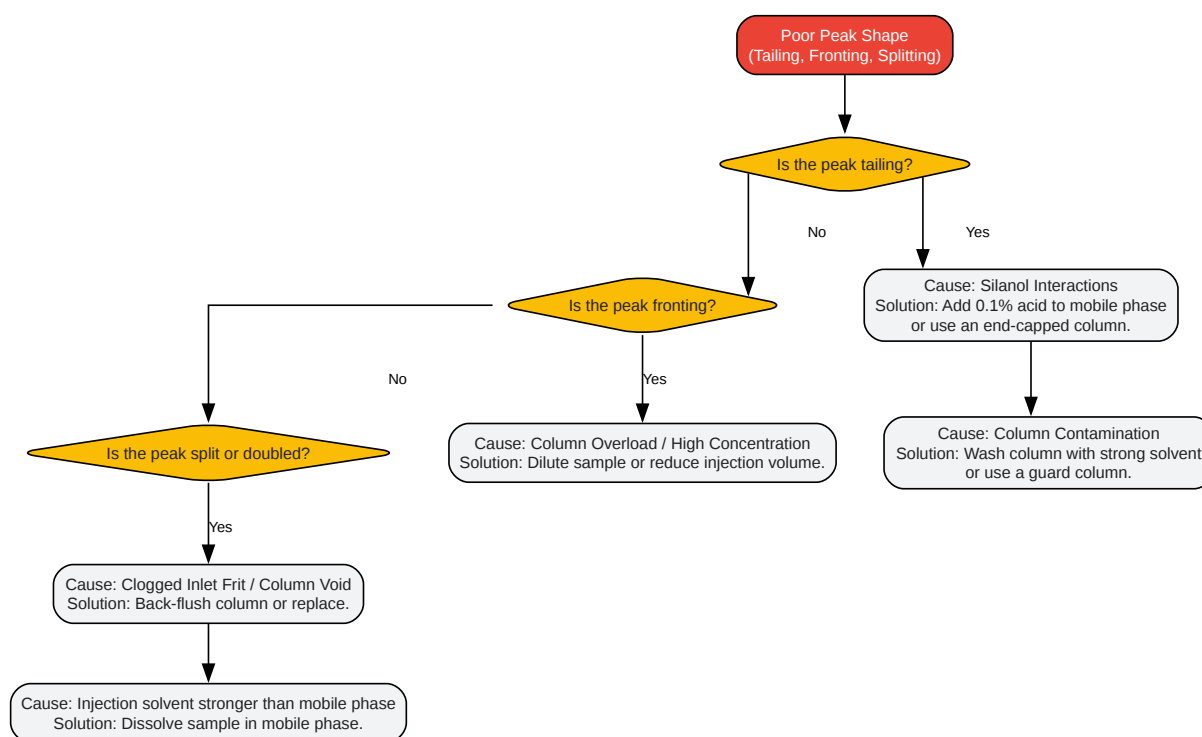 Poor Peak Shape
(Tailing, Fronting, Splitting)
Is the peak tailing?
No
Yes
Cause: Silanol Interactions
Solution: Add 0.1% acid to mobile phase
or use an end-capped column.
Is the peak fronting?
No
Yes
Cause: Column Contamination
Solution: Wash column with strong solvent
or use a guard column.
Cause: Column Overload / High Concentration
Solution: Dilute sample or reduce injection volume.
Is the peak split or doubled?
Yes
Cause: Clogged Inlet Frit / Column Void
Solution: Back-flush column or replace.
Cause: Injection solvent stronger than mobile phase
Solution: Dissolve sample in mobile phase.